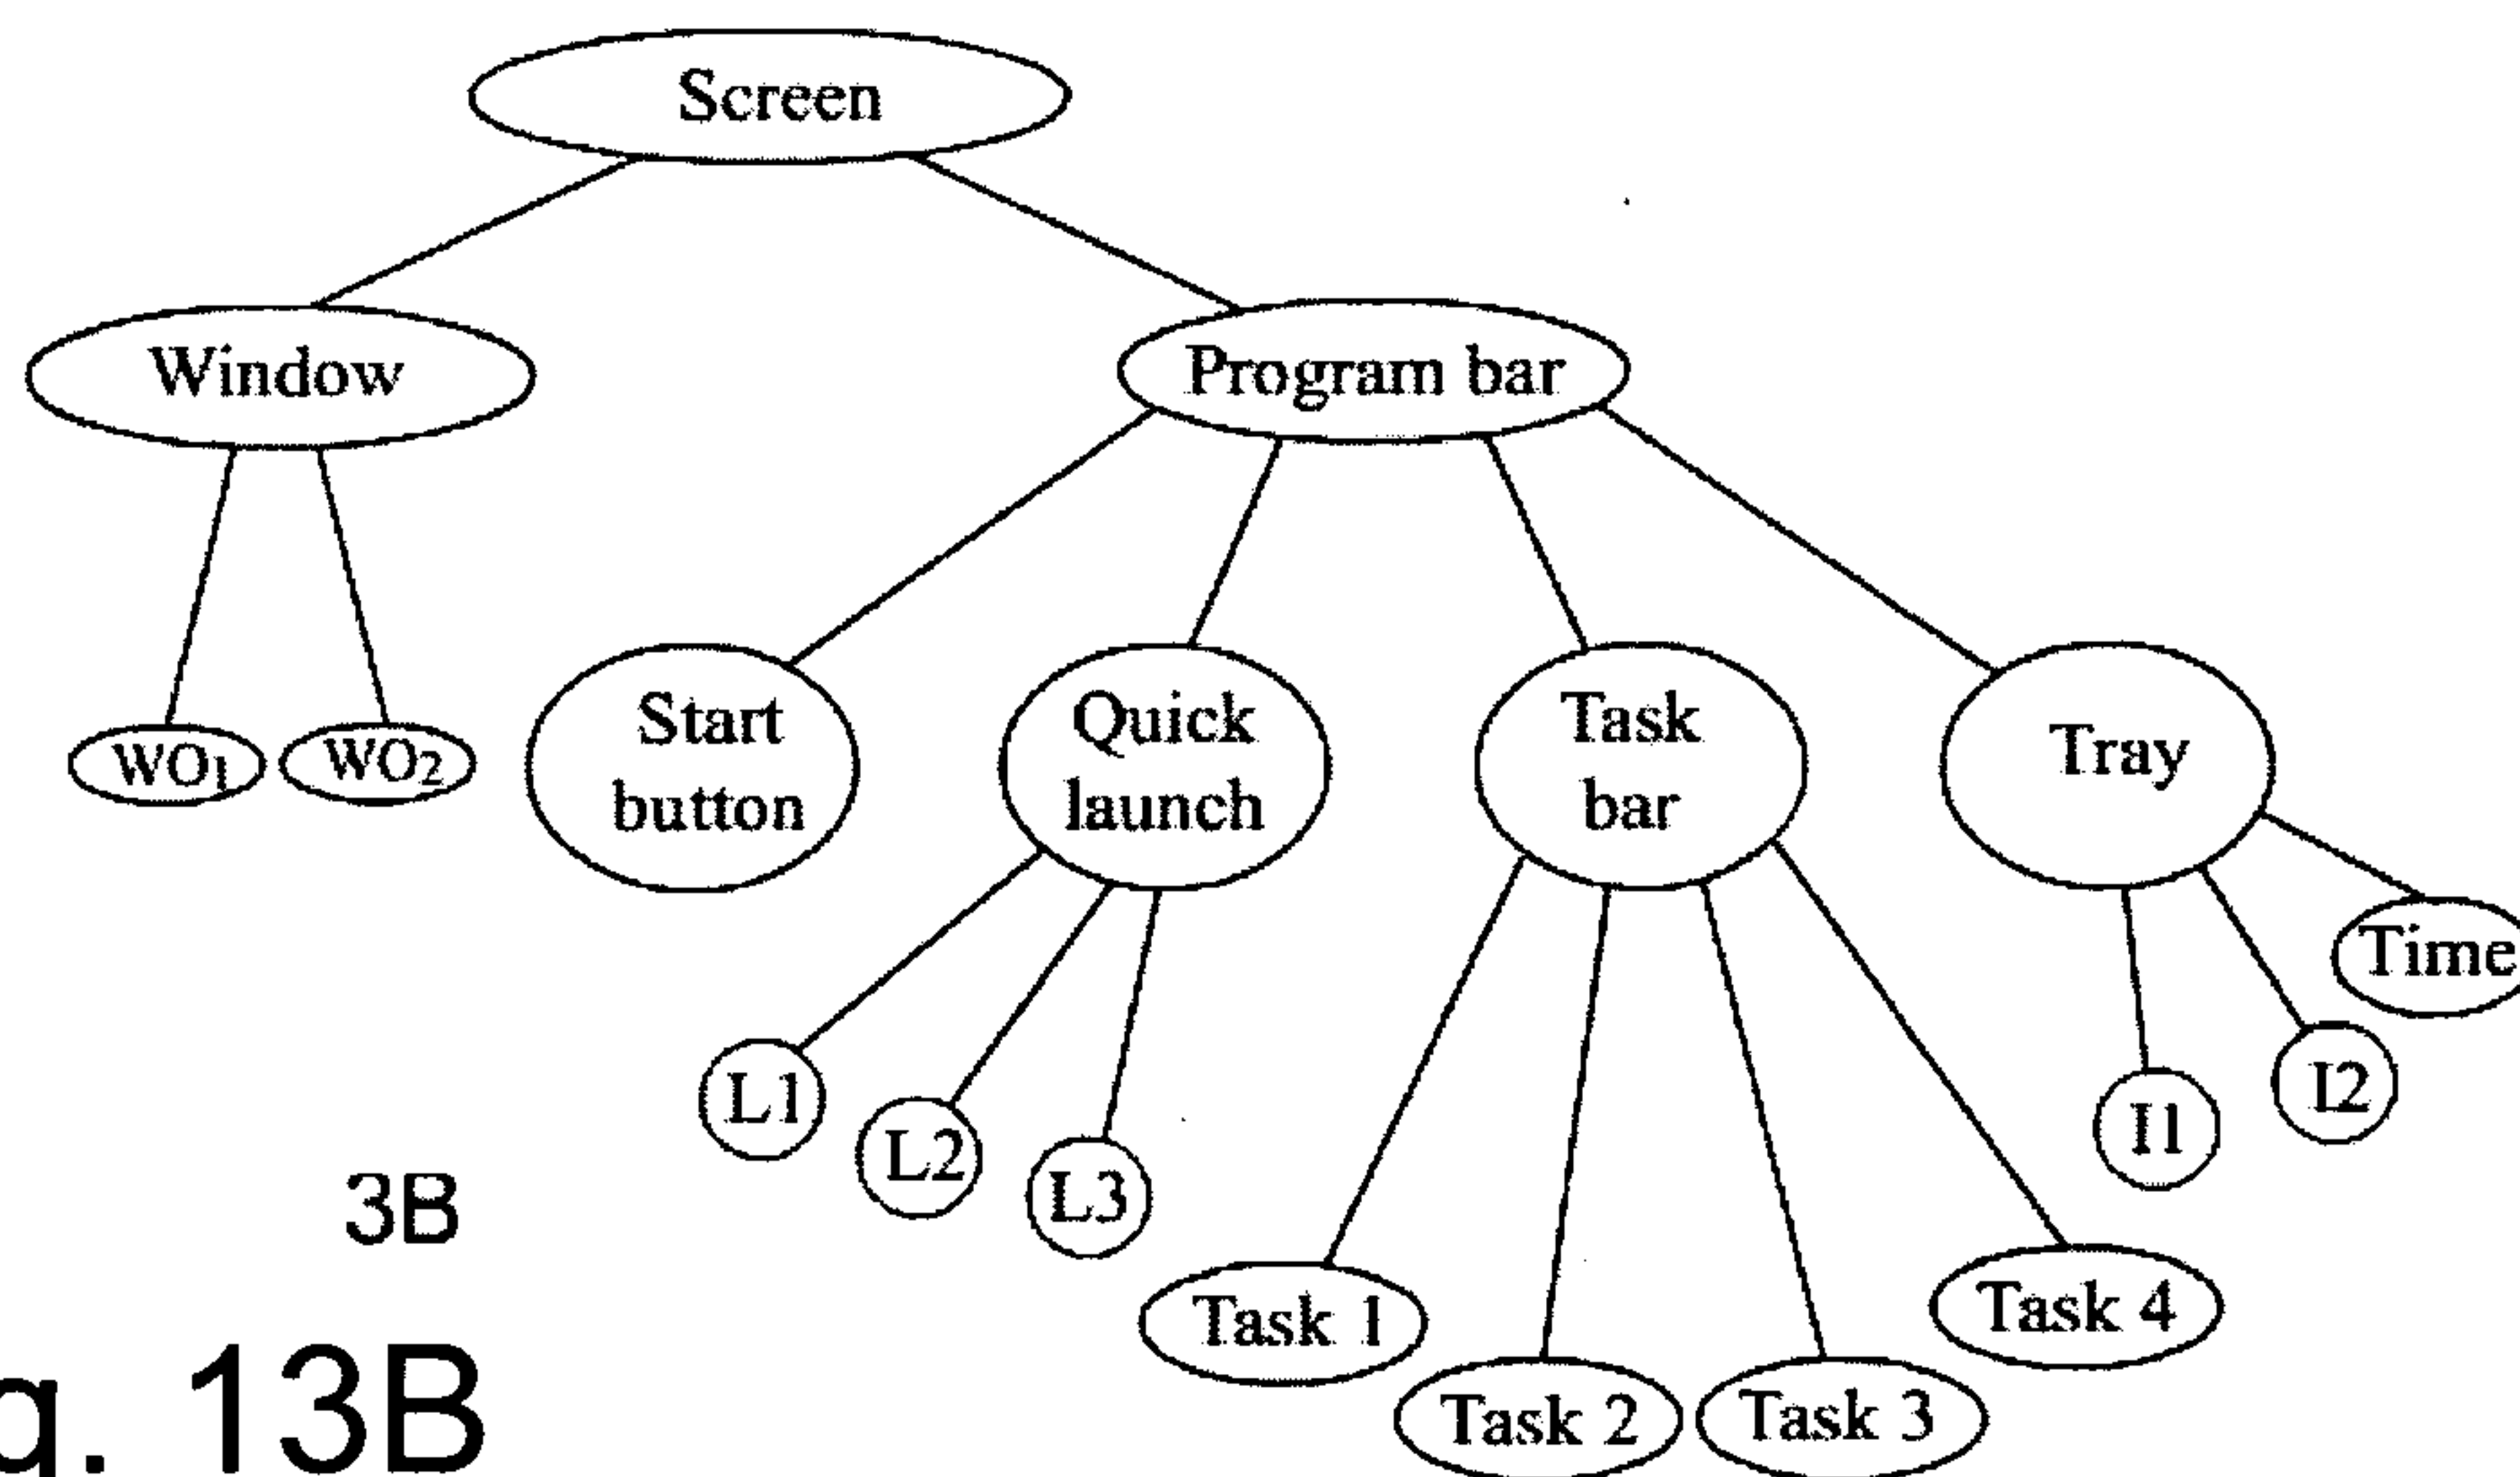 Screen
Window
Program bar
WO1
WO2
Start
button
Quick
launch
Task
bar
Tray
Time
L1
L2
L3
I1
I2
Task 1
Task 2
Task 3
Task 4
3B
g. 13B